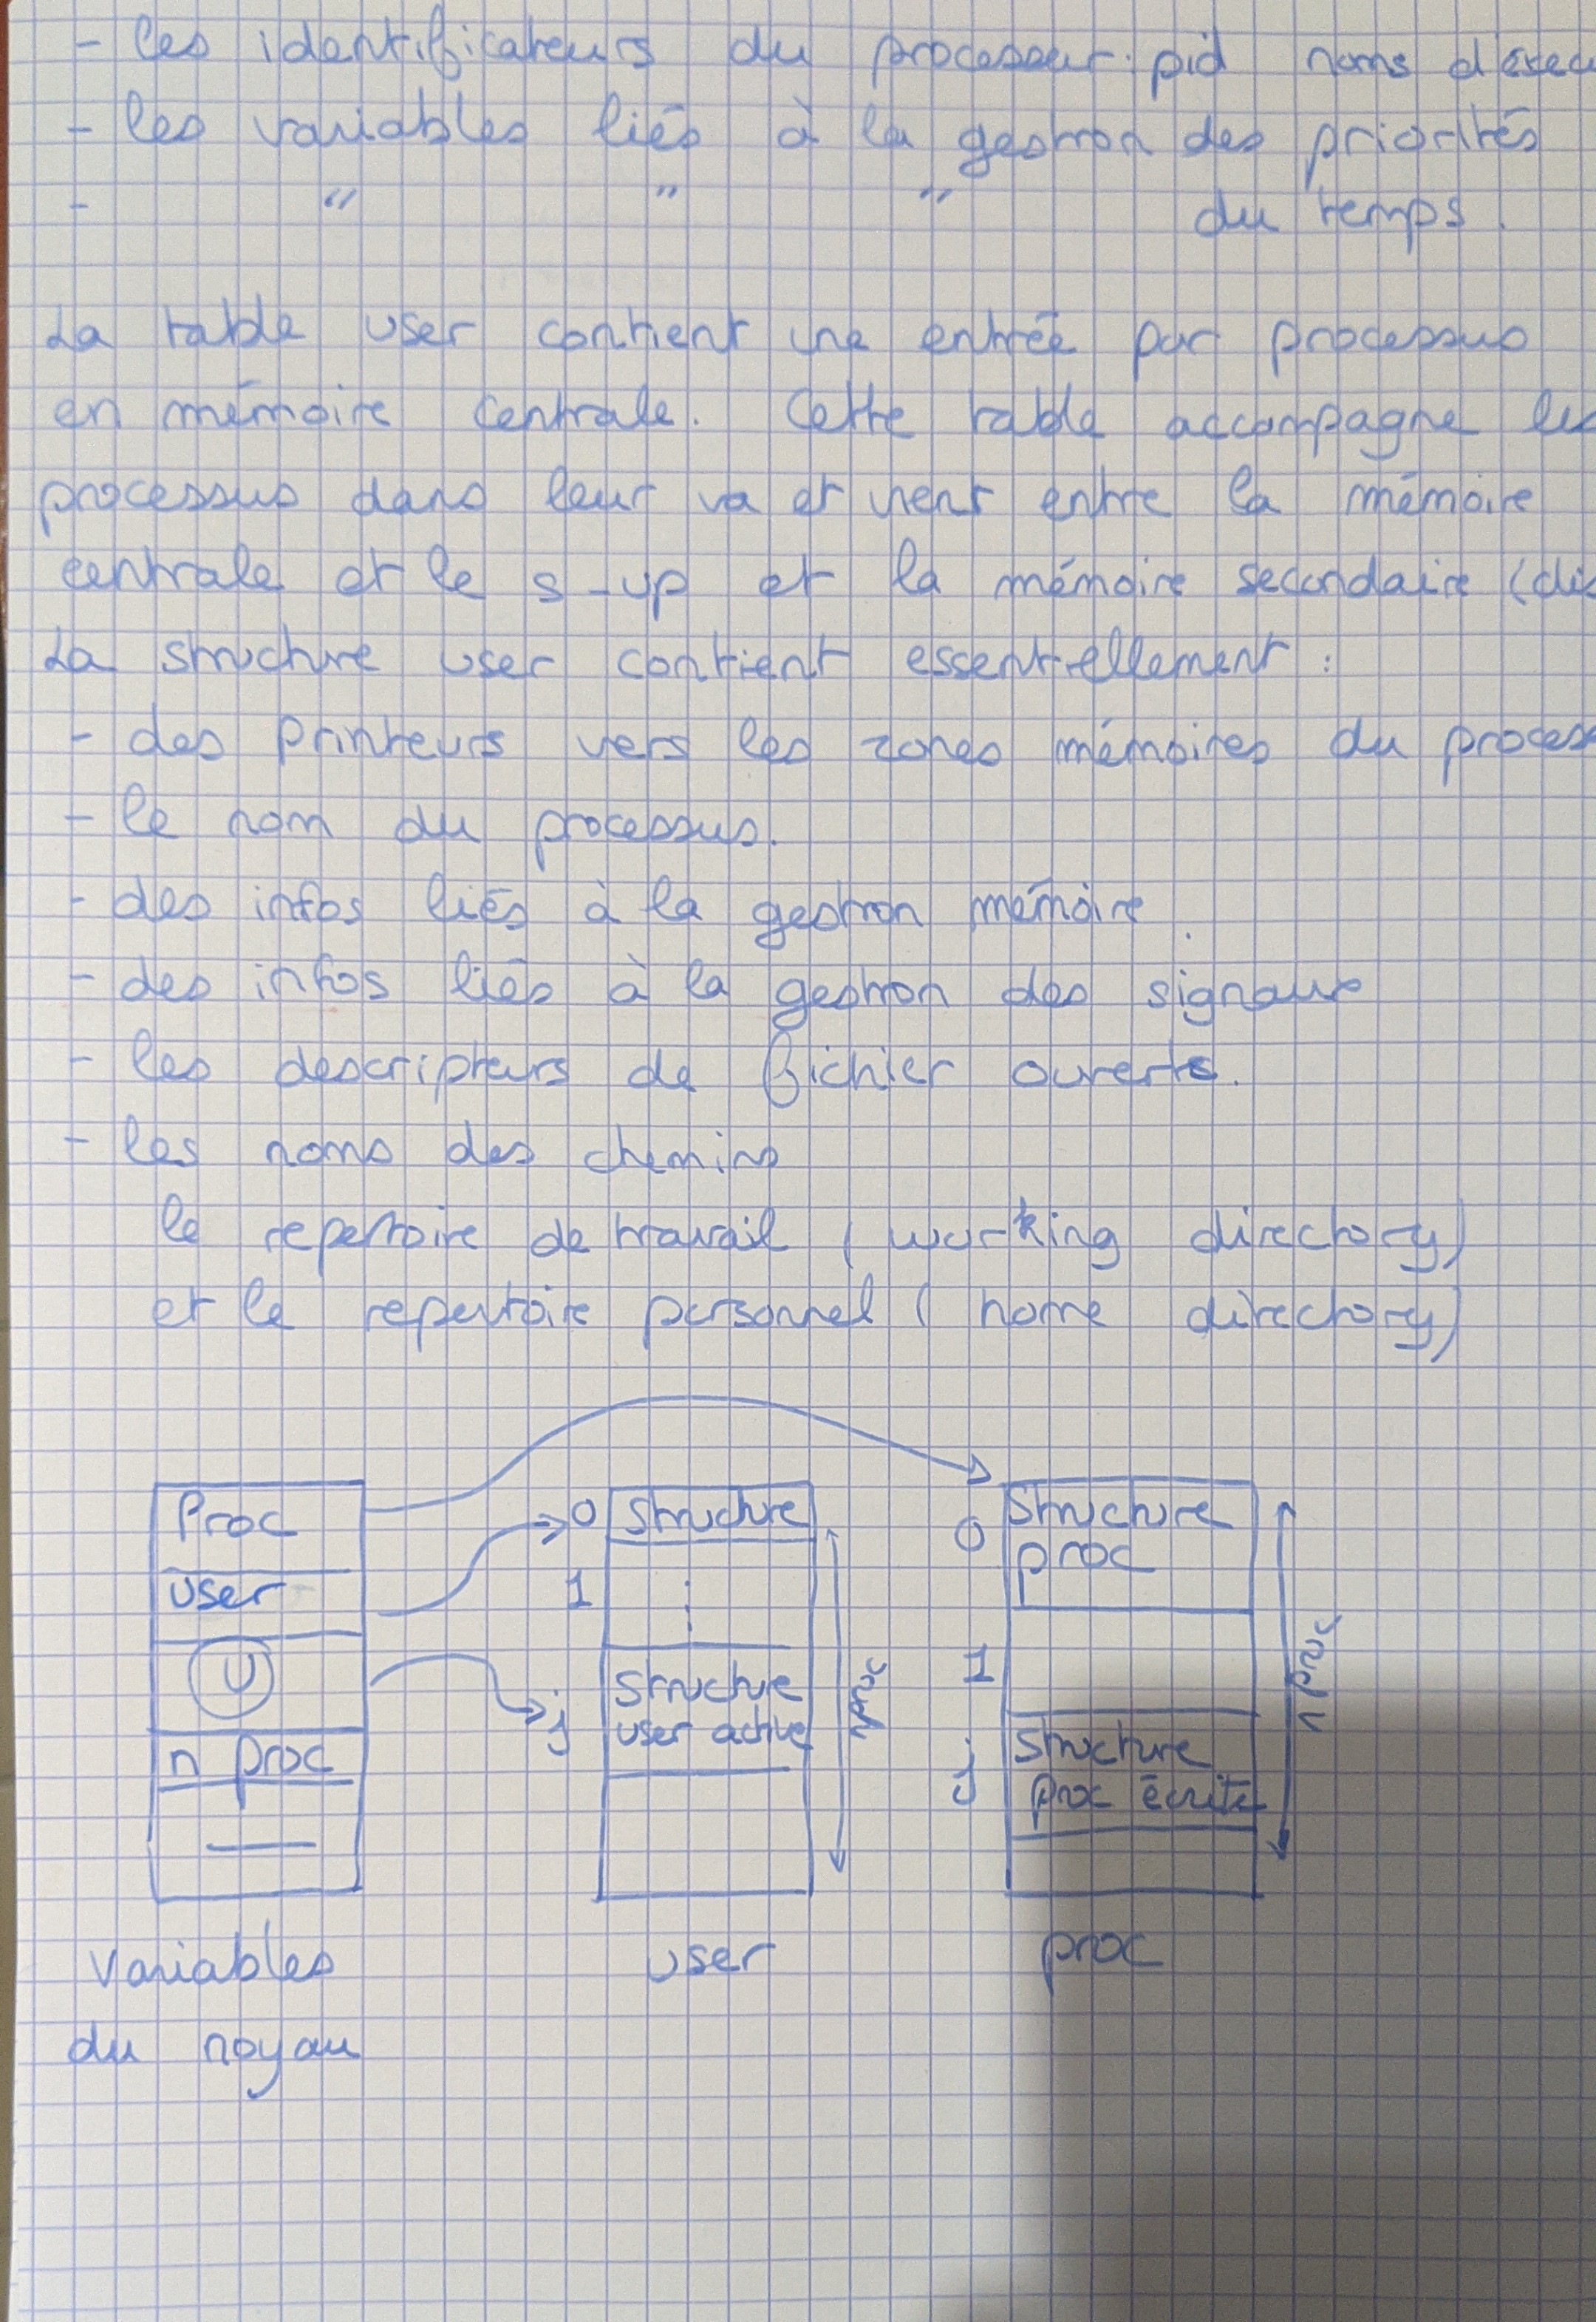 - les identificateurs du processeur: pid noms d'éxecu
- les variables liés à la gestion des priorités
- " " " du temps.
La table user contient une entrée par processus
en mémoire centrale. Cette table accompagne les
processus dans leur va et vient entre la mémoire
centrale et le s-up et la mémoire secondaire (dis
La structure user contient essentiellement :
- des printeurs vers les zones mémoires du process
- le nom du processus.
- des infos liés à la gestion mémoire.
- des infos liés à la gestion des signaux
- les descripteurs de fichier ouverts.
- les noms des chemins
le repertoire de travail (working directory)
et le repertoire personnel (home directory)
Proc
user
U
n proc
Variables
du noyau
0 Structure
1
j Structure
user active
nproc
user
0 Structure
proc
1
j Structure
proc écrite
n proc
proc